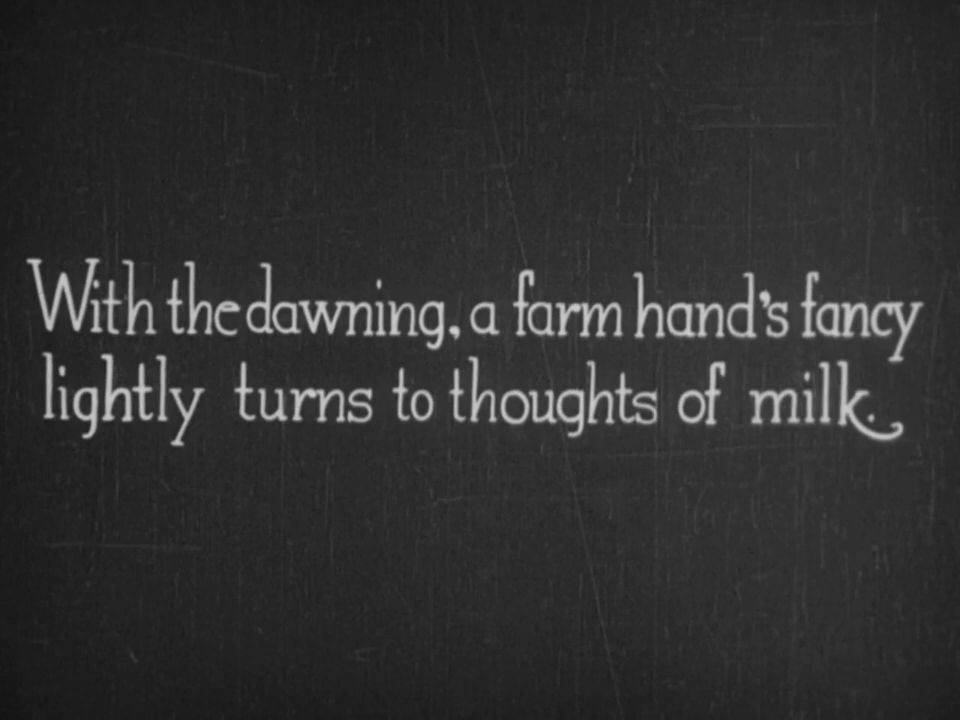 With the dawning, a farm hand's fancy
lightly turns to thoughts of milk.